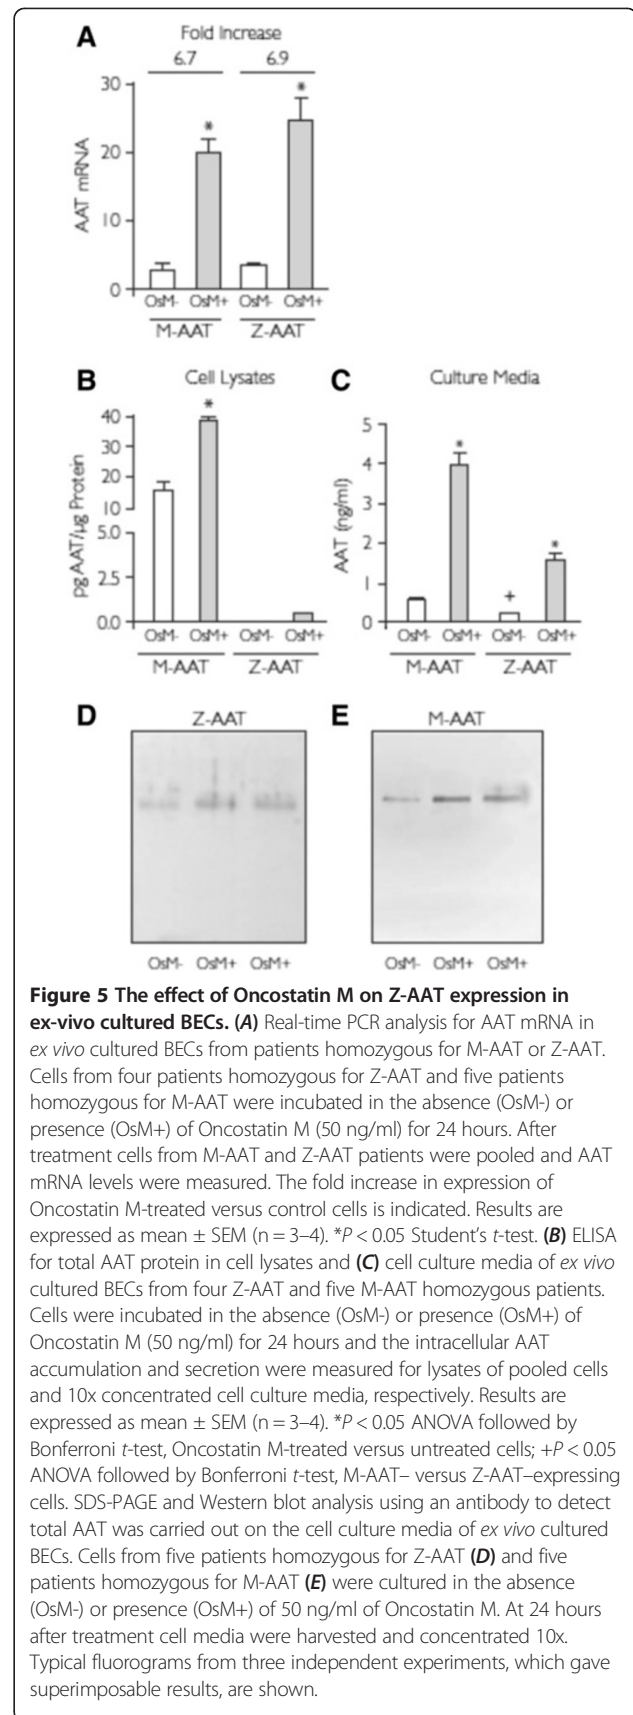 A
Fold Increase
6.7 6.9
30
20
10
0
AAT mRNA
* *
OsM- OsM+ OsM- OsM+
M-AAT Z-AAT
B Cell Lysates
40
30
20
10
5.0
2.5
0.0
pg AAT/µg Protein
*
OsM- OsM+ OsM- OsM+
M-AAT Z-AAT
C Culture Media
5
4
3
2
1
0
AAT (ng/ml)
* + *
OsM- OsM+ OsM- OsM+
M-AAT Z-AAT
D Z-AAT
OsM- OsM+ OsM+
E M-AAT
OsM- OsM+ OsM+
Figure 5 The effect of Oncostatin M on Z-AAT expression in
ex-vivo cultured BECs. (A) Real-time PCR analysis for AAT mRNA in
ex vivo cultured BECs from patients homozygous for M-AAT or Z-AAT.
Cells from four patients homozygous for Z-AAT and five patients
homozygous for M-AAT were incubated in the absence (OsM-) or
presence (OsM+) of Oncostatin M (50 ng/ml) for 24 hours. After
treatment cells from M-AAT and Z-AAT patients were pooled and AAT
mRNA levels were measured. The fold increase in expression of
Oncostatin M-treated versus control cells is indicated. Results are
expressed as mean ± SEM (n = 3–4). *P < 0.05 Student's t-test. (B) ELISA
for total AAT protein in cell lysates and (C) cell culture media of ex vivo
cultured BECs from four Z-AAT and five M-AAT homozygous patients.
Cells were incubated in the absence (OsM-) or presence (OsM+) of
Oncostatin M (50 ng/ml) for 24 hours and the intracellular AAT
accumulation and secretion were measured for lysates of pooled cells
and 10x concentrated cell culture media, respectively. Results are
expressed as mean ± SEM (n = 3–4). *P < 0.05 ANOVA followed by
Bonferroni t-test, Oncostatin M-treated versus untreated cells; +P < 0.05
ANOVA followed by Bonferroni t-test, M-AAT– versus Z-AAT–expressing
cells. SDS-PAGE and Western blot analysis using an antibody to detect
total AAT was carried out on the cell culture media of ex vivo cultured
BECs. Cells from five patients homozygous for Z-AAT (D) and five
patients homozygous for M-AAT (E) were cultured in the absence
(OsM-) or presence (OsM+) of 50 ng/ml of Oncostatin M. At 24 hours
after treatment cell media were harvested and concentrated 10x.
Typical fluorograms from three independent experiments, which gave
superimposable results, are shown.